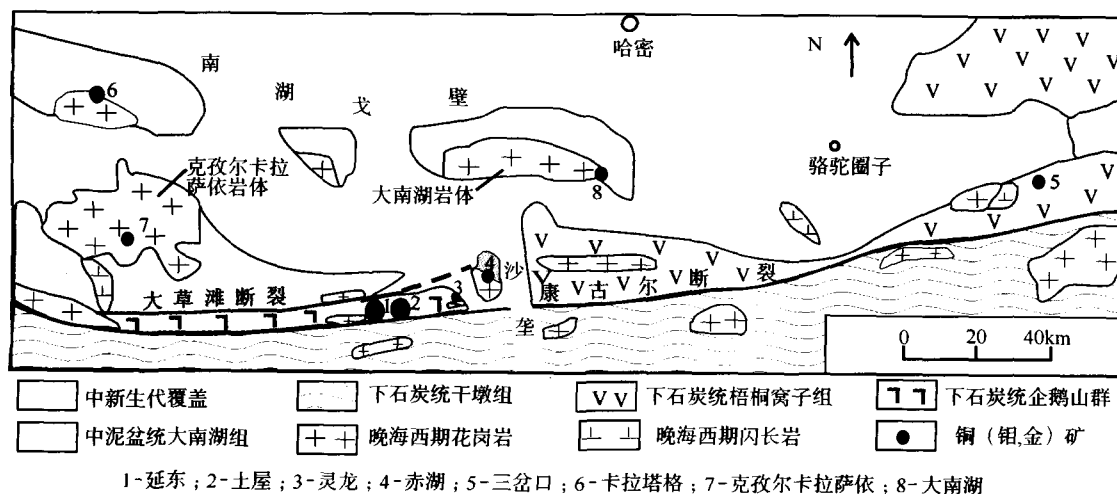 哈密
N
南
湖
戈
壁
6
克孜尔卡拉
萨依岩体
大南湖岩体
骆驼圈子
8
5
7
4
沙
大草滩断裂
康古尔断裂
1
2
3
垄
0 20 40km
中新生代覆盖
下石炭统干墩组
下石炭统梧桐窝子组
下石炭统企鹅山群
中泥盆统大南湖组
晚海西期花岗岩
晚海西期闪长岩
铜（钼,金）矿
1-延东；2-土屋；3-灵龙；4-赤湖；5-三岔口；6-卡拉塔格；7-克孜尔卡拉萨依；8-大南湖